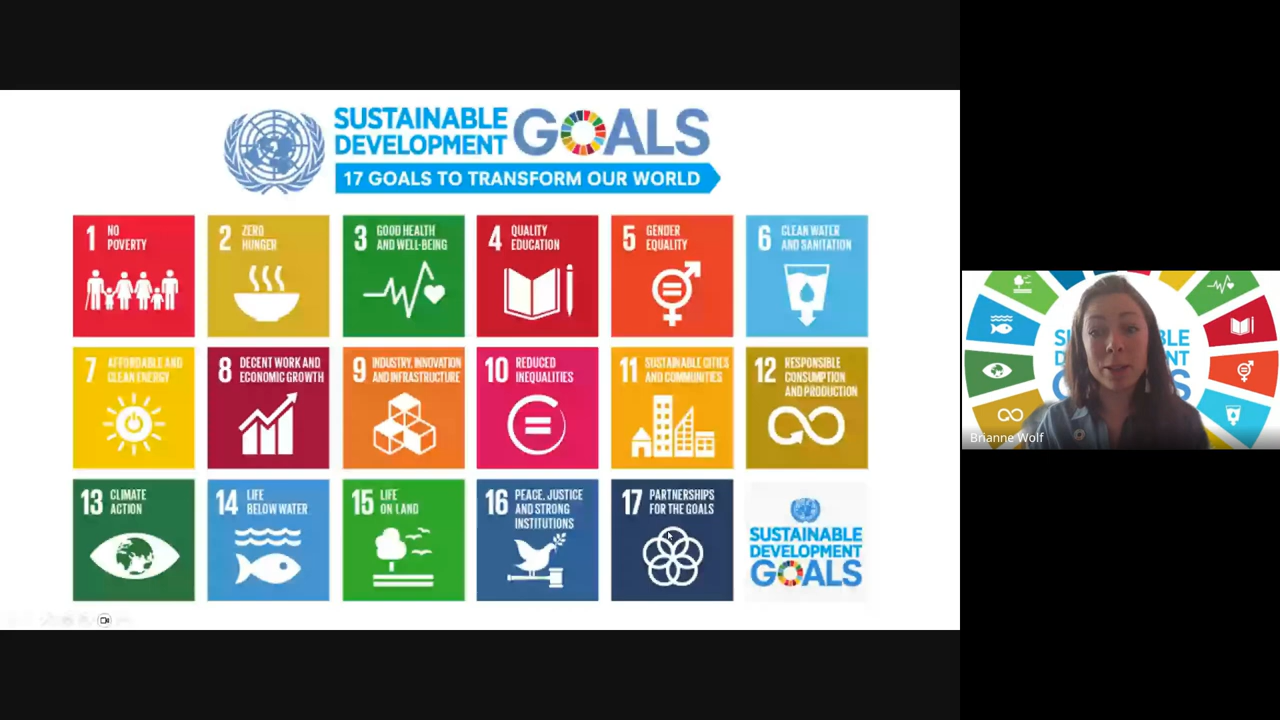 SUSTAINABLE
DEVELOPMENT
GOALS
17 GOALS TO TRANSFORM OUR WORLD
1 NO
POVERTY
2 ZERO
HUNGER
3 GOOD HEALTH
AND WELL-BEING
4 QUALITY
EDUCATION
5 GENDER
EQUALITY
6 CLEAN WATER
AND SANITATION
7 AFFORDABLE AND
CLEAN ENERGY
8 DECENT WORK AND
ECONOMIC GROWTH
9 INDUSTRY, INNOVATION
AND INFRASTRUCTURE
10 REDUCED
INEQUALITIES
11 SUSTAINABLE CITIES
AND COMMUNITIES
12 RESPONSIBLE
CONSUMPTION
AND PRODUCTION
13 CLIMATE
ACTION
14 LIFE
BELOW WATER
15 LIFE
ON LAND
16 PEACE, JUSTICE
AND STRONG
INSTITUTIONS
17 PARTNERSHIPS
FOR THE GOALS
SUSTAINABLE
DEVELOPMENT
GOALS
Brianne Wolf